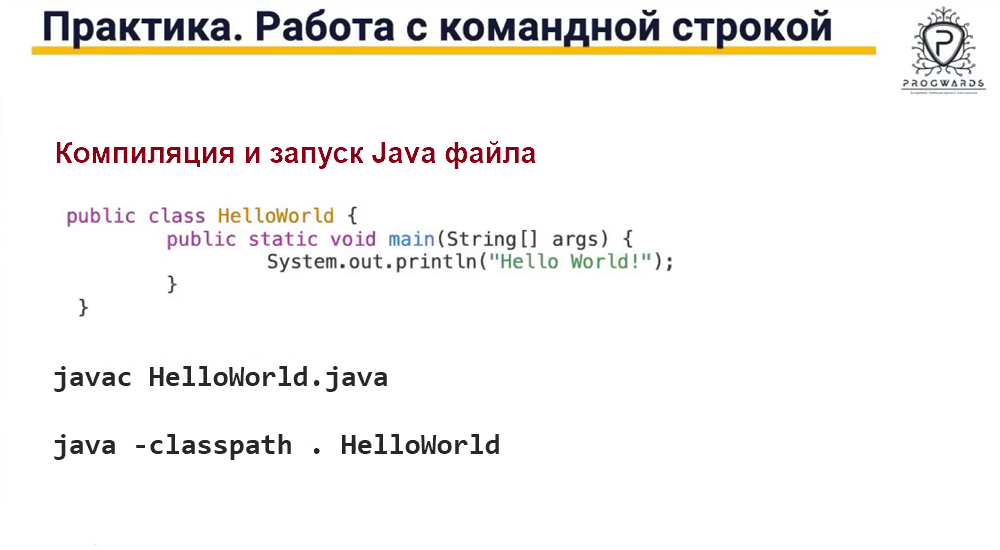 Практика. Работа с командной строкой
PROGWARDS
Компиляция и запуск Java файла
public class HelloWorld {
public static void main(String[] args) {
System.out.println("Hello World!");
}
}
javac HelloWorld.java
java -classpath . HelloWorld